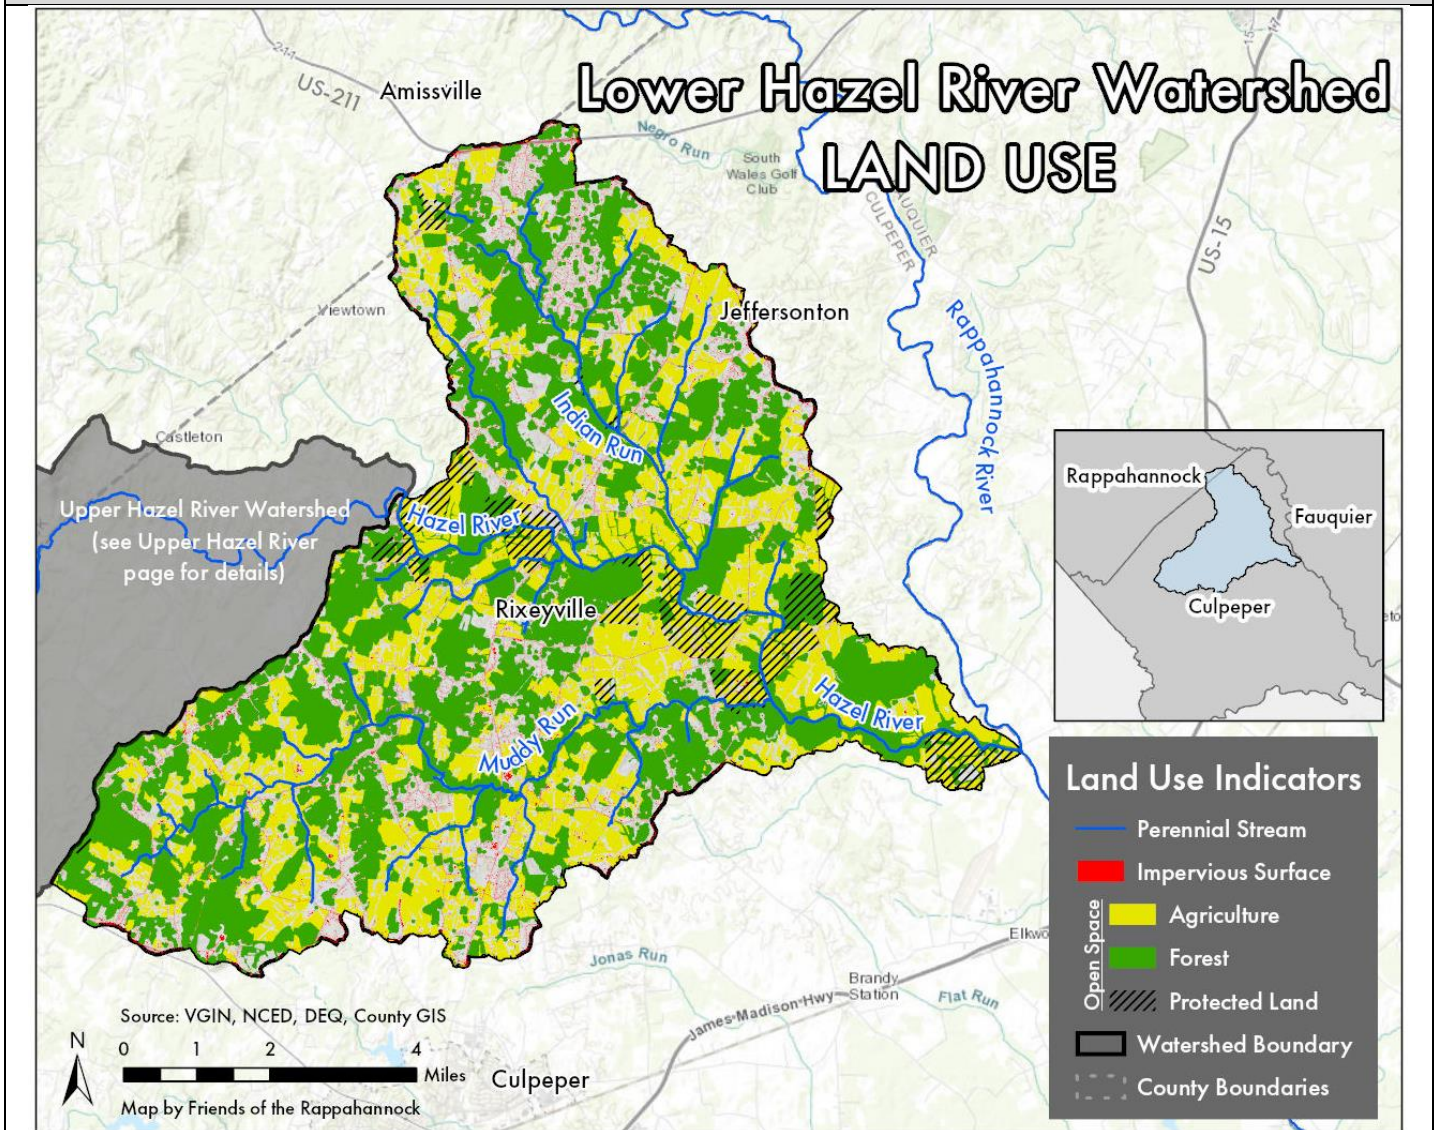 Lower Hazel River Watershed
LAND USE
211
US-211
Amissville
Negro Run
South
Wales Golf
Club
15
17
FAUQUIER
CULPEPER
US-15
Viewtown
Jeffersonton
Rappahannock River
Indian Run
Castleton
Upper Hazel River Watershed
(see Upper Hazel River
page for details)
Hazel River
Rixeyville
Muddy Run
Hazel River
Rappahannock
Fauquier
Culpeper
Land Use Indicators
Perennial Stream
Impervious Surface
Open Space
Agriculture
Forest
Protected Land
Watershed Boundary
County Boundaries
Jonas Run
Brandy
Station
Flat Run
Elkwo
James Madison Hwy
Source: VGIN, NCED, DEQ, County GIS
N
0 1 2 4
Miles
Culpeper
Map by Friends of the Rappahannock